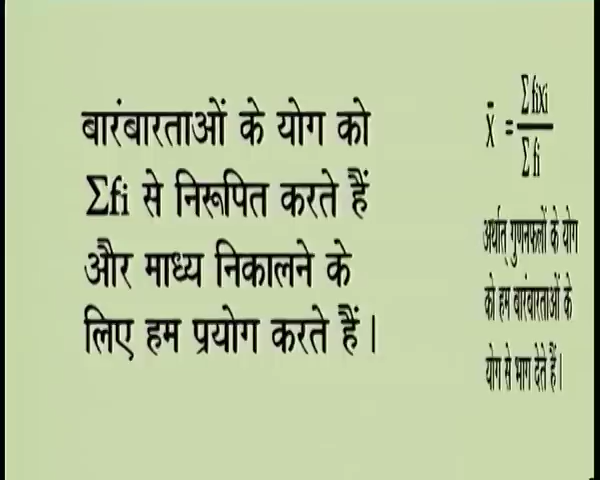 बारंबारताओं के योग को
Σfi से निरूपित करते हैं
और माध्य निकालने के
लिए हम प्रयोग करते हैं।
x̄ = Σfixi / Σfi
अर्थात् गुणनफलों के योग
को हम बारंबारताओं के
योग से भाग देते हैं।